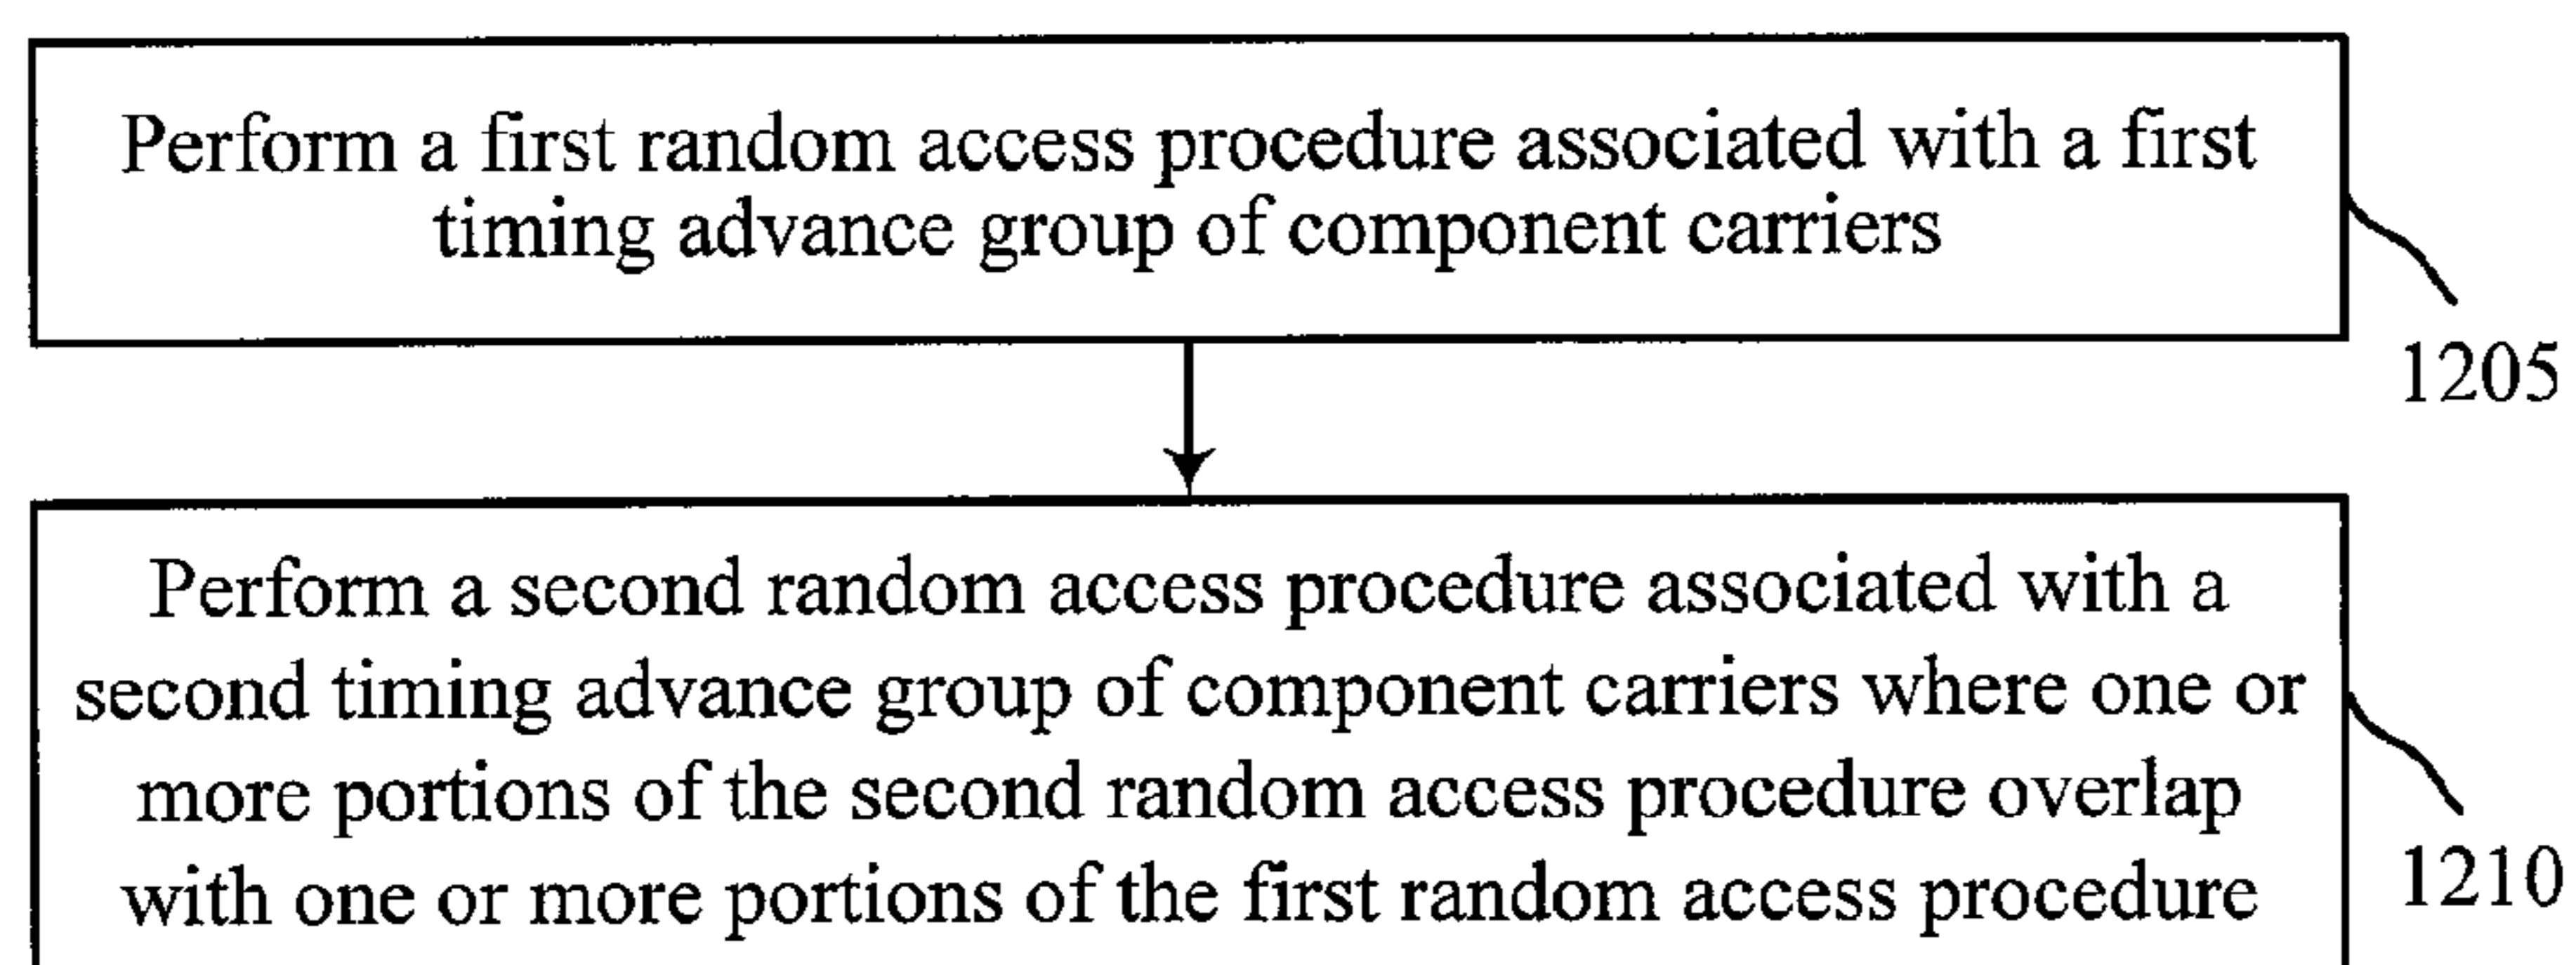 Perform a first random access procedure associated with a first
timing advance group of component carriers
1205
Perform a second random access procedure associated with a
second timing advance group of component carriers where one or
more portions of the second random access procedure overlap
with one or more portions of the first random access procedure
1210